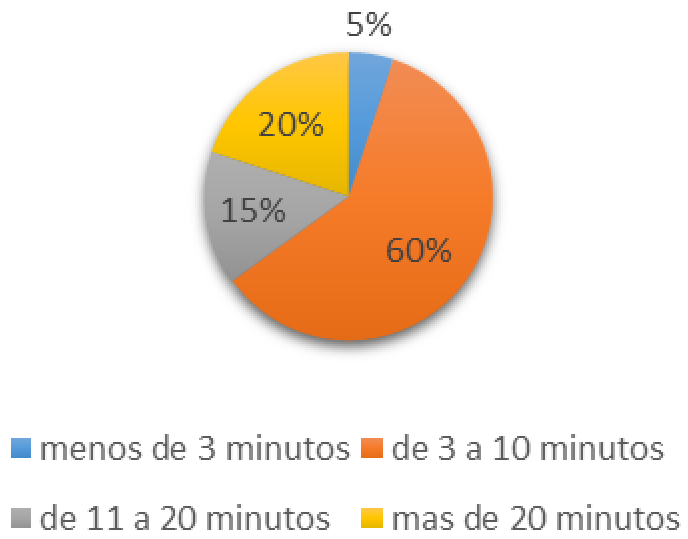 5%
20%
15%
60%
menos de 3 minutos
de 3 a 10 minutos
de 11 a 20 minutos
mas de 20 minutos